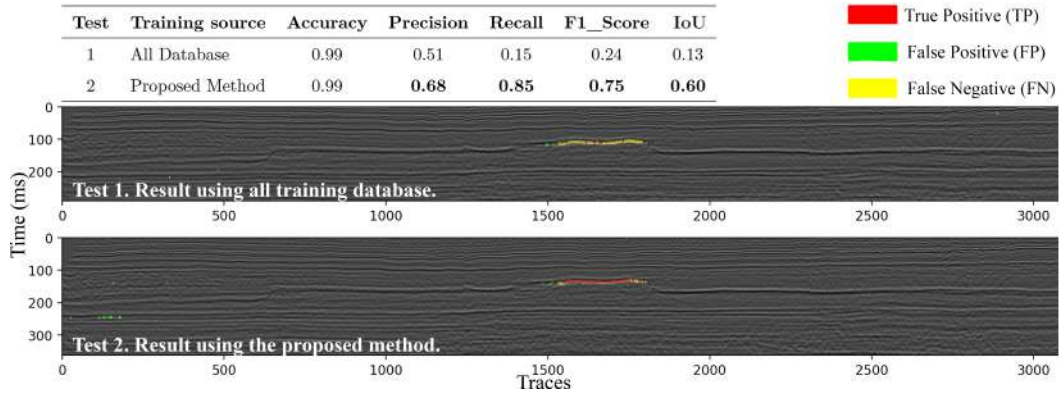 Test Training source Accuracy Precision Recall F1_Score IoU
1 All Database 0.99 0.51 0.15 0.24 0.13
2 Proposed Method 0.99 0.68 0.85 0.75 0.60
True Positive (TP)
False Positive (FP)
False Negative (FN)
0
100
200
Test 1. Result using all training database.
0 500 1000 1500 2000 2500 3000
Time (ms)
0
100
200
300
Test 2. Result using the proposed method.
0 500 1000 1500 2000 2500 3000
Traces